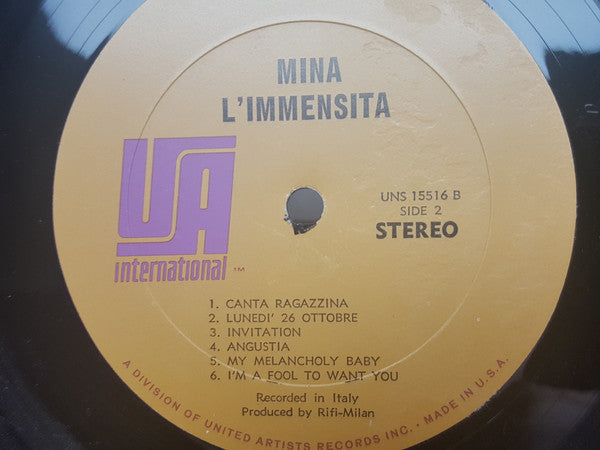 MINA
L'IMMENSITA
UA
international™
UNS 15516 B
SIDE 2
STEREO
1. CANTA RAGAZZINA
2. LUNEDI' 26 OTTOBRE
3. INVITATION
4. ANGUSTIA
5. MY MELANCHOLY BABY
6. I'M A FOOL TO WANT YOU
Recorded in Italy
Produced by Rifi-Milan
A DIVISION OF UNITED ARTISTS RECORDS INC. • MADE IN U.S.A.